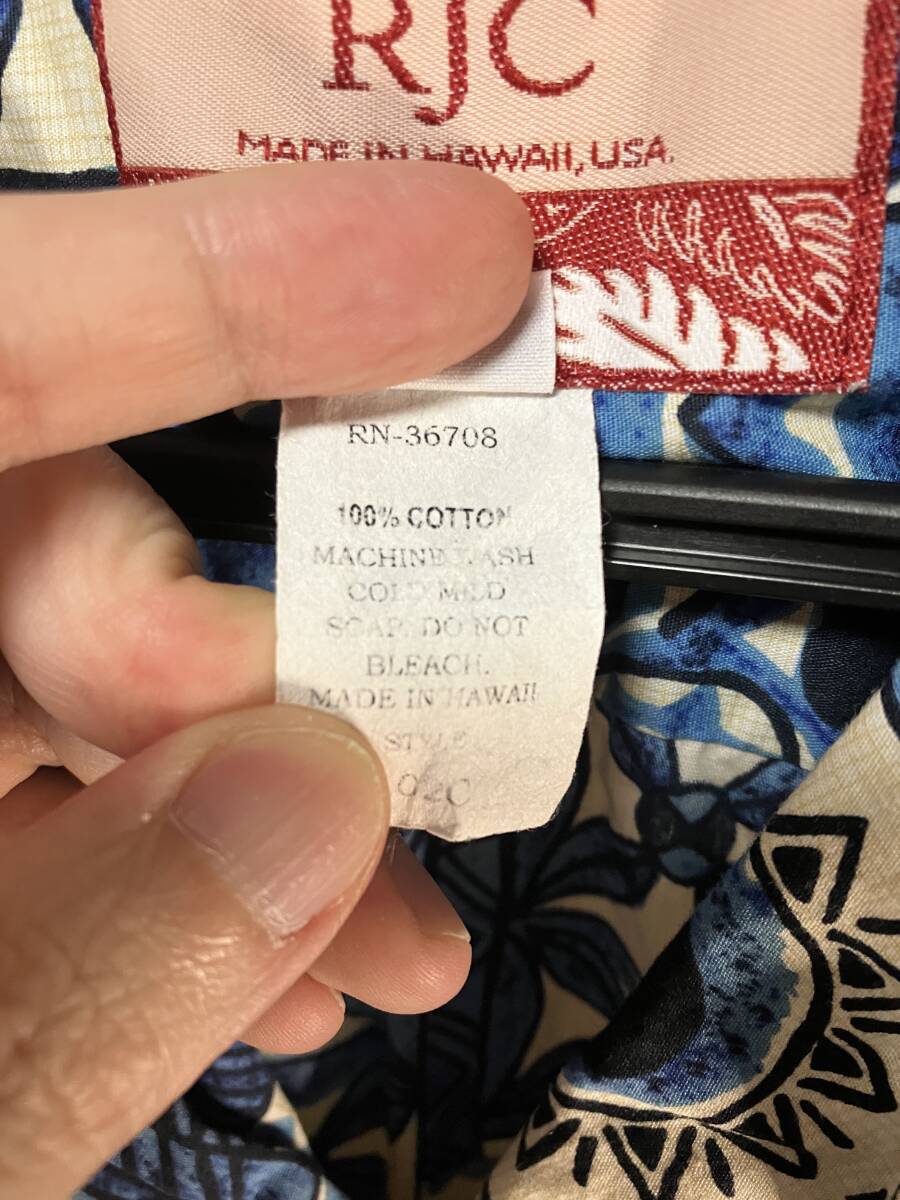 RJC
MADE IN HAWAII, USA.
RN-36708
100% COTTON
MACHINE WASH
COLD MILD
SOAP. DO NOT
BLEACH.
MADE IN HAWAII
STYLE